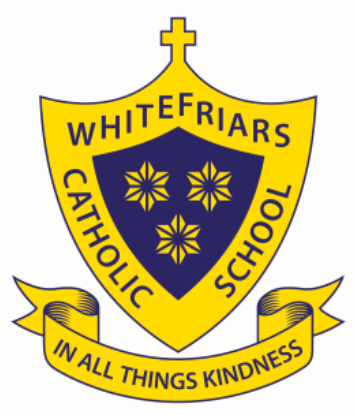 WHITEFRIARS
CATHOLIC
SCHOOL
IN ALL THINGS KINDNESS